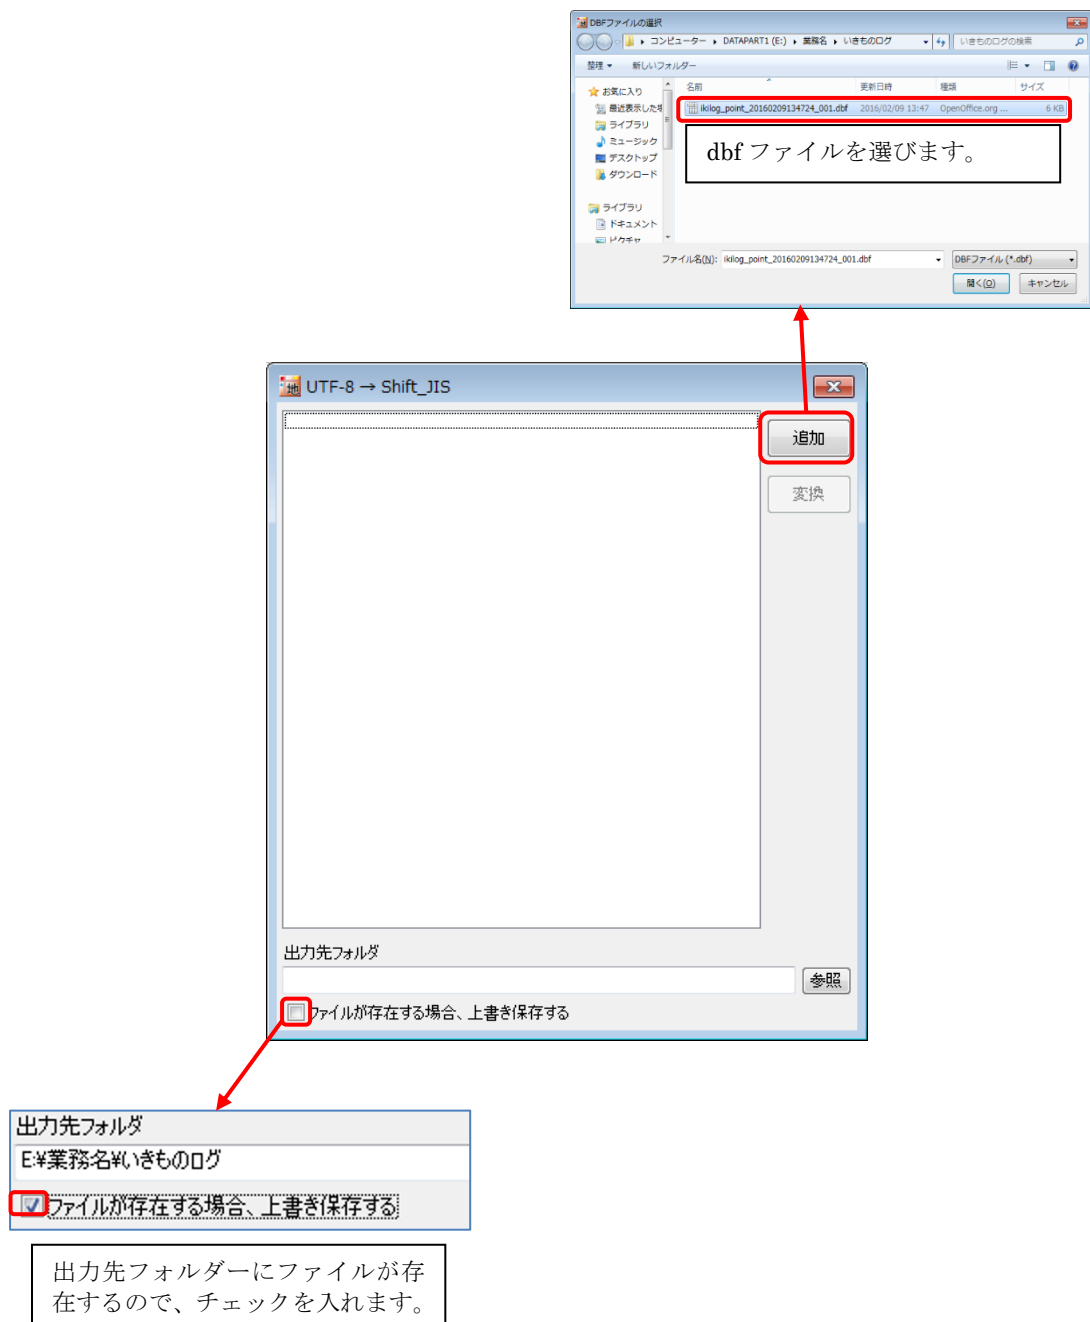 DBFファイルの選択
コンピューター ▸ DATAPART1 (E:) ▸ 業務名 ▸ いきものログ
いきものログの検索
整理 新しいフォルダー
名前 更新日時 種類 サイズ
お気に入り
ikilog_point_20160209134724_001.dbf 2016/02/09 13:47 OpenOffice.org ... 6 KB
最近表示した場
ライブラリ
ミュージック
デスクトップ
ダウンロード
dbf ファイルを選びます。
ライブラリ
ドキュメント
ピクチャ
ファイル名(N): ikilog_point_20160209134724_001.dbf DBFファイル (*.dbf)
開く(O) キャンセル
地 UTF-8 → Shift_JIS
追加
変換
出力先フォルダ
参照
ファイルが存在する場合、上書き保存する
出力先フォルダ
E:¥業務名¥いきものログ
ファイルが存在する場合、上書き保存する
出力先フォルダーにファイルが存
在するので、チェックを入れます。